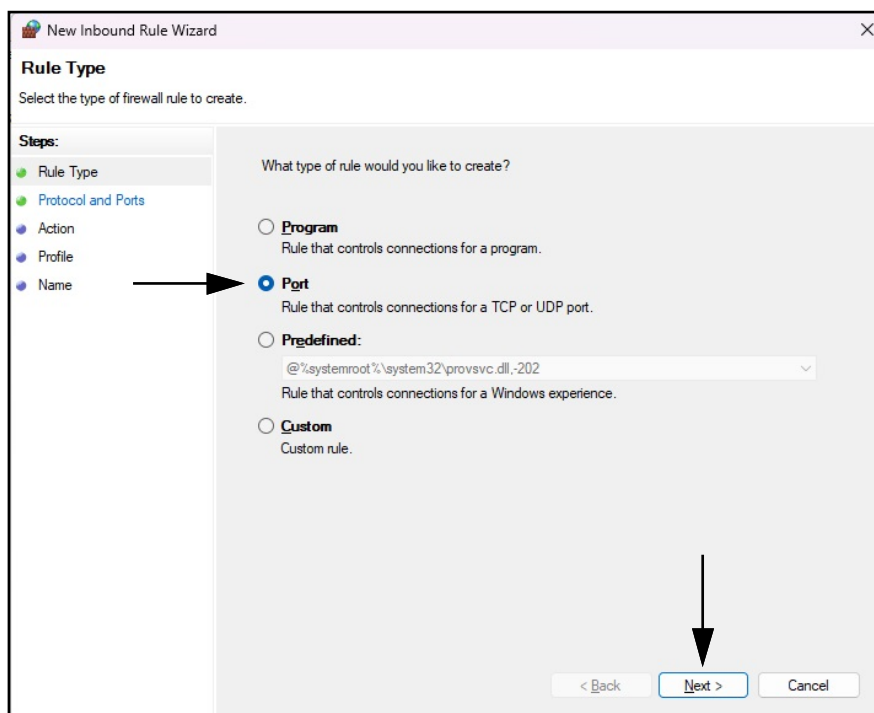 New Inbound Rule Wizard
Rule Type
Select the type of firewall rule to create.
Steps:
Rule Type
Protocol and Ports
Action
Profile
Name
What type of rule would you like to create?
Program
Rule that controls connections for a program.
Port
Rule that controls connections for a TCP or UDP port.
Predefined:
@%systemroot%\system32\provsvc.dll,-202
Rule that controls connections for a Windows experience.
Custom
Custom rule.
< Back
Next >
Cancel